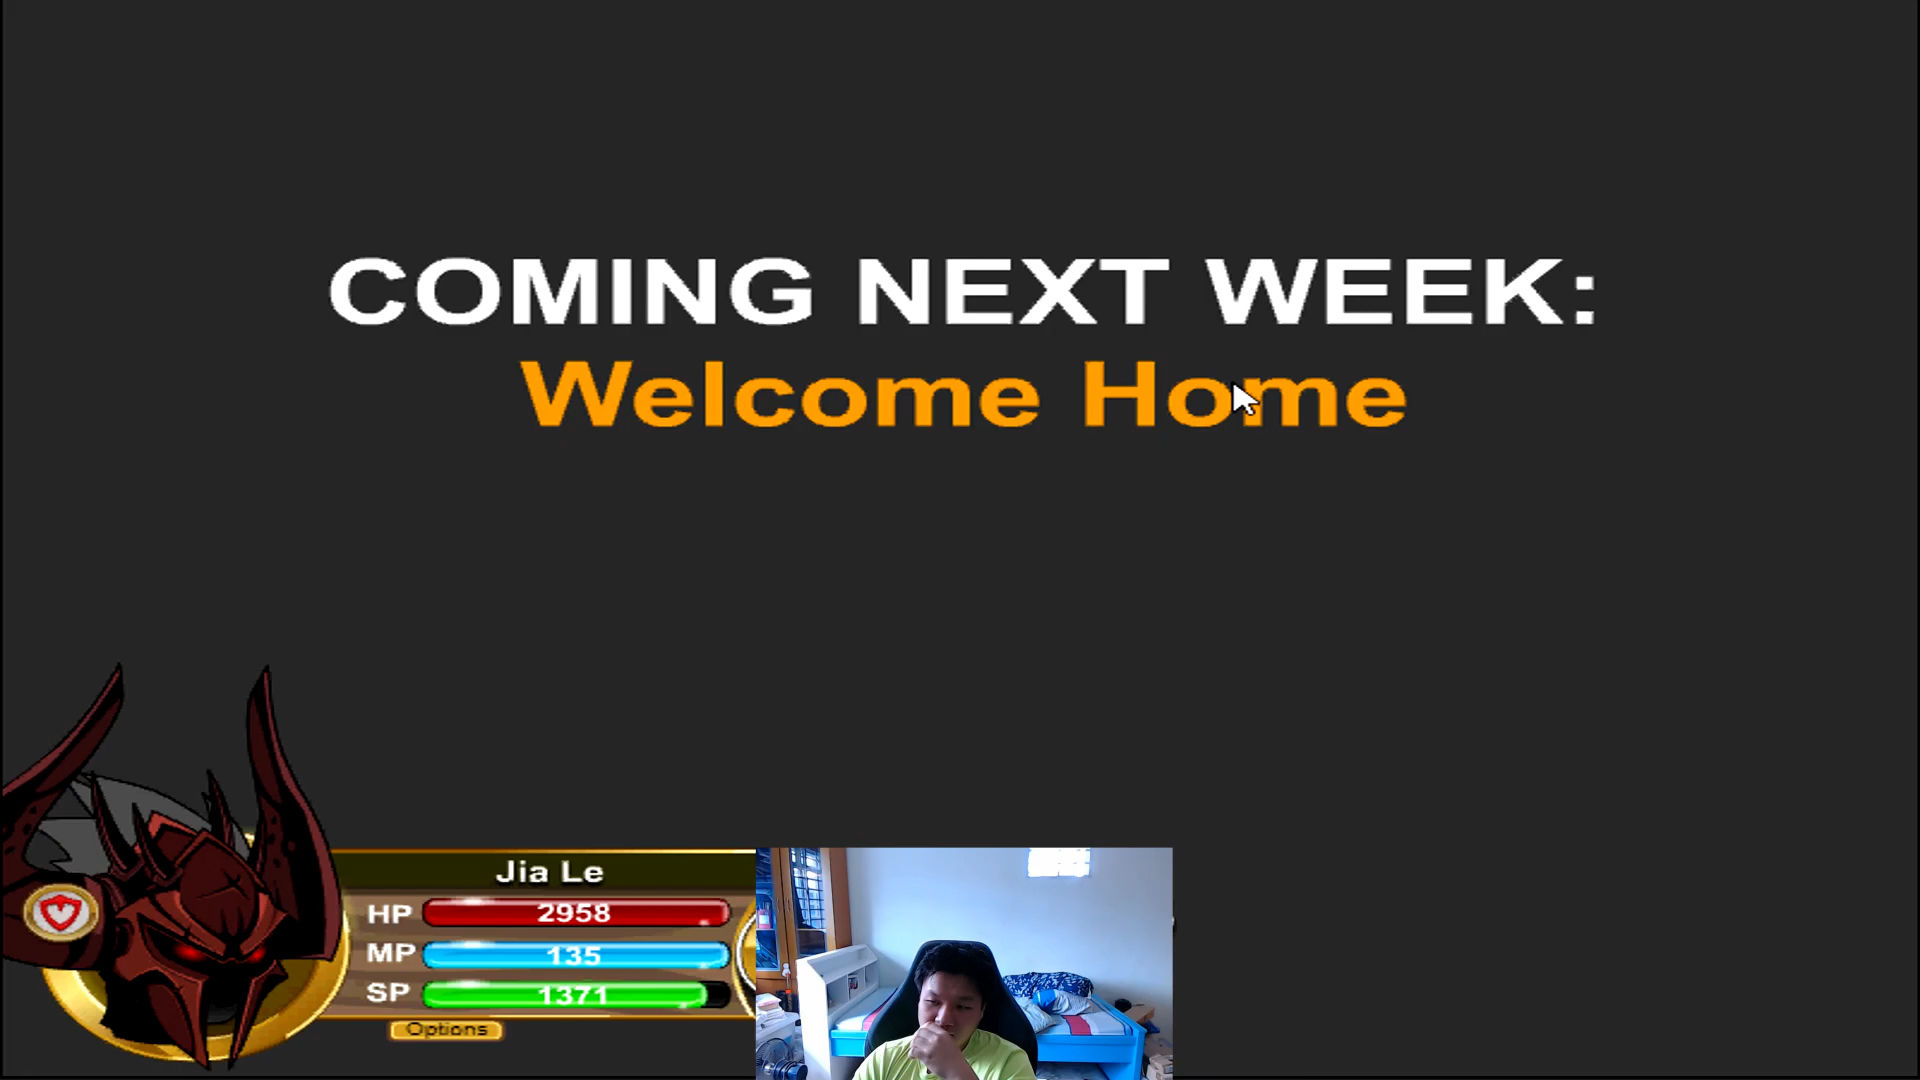 COMING NEXT WEEK:
Welcome Home
Jia Le
HP 2958
MP 135
SP 1371
Options